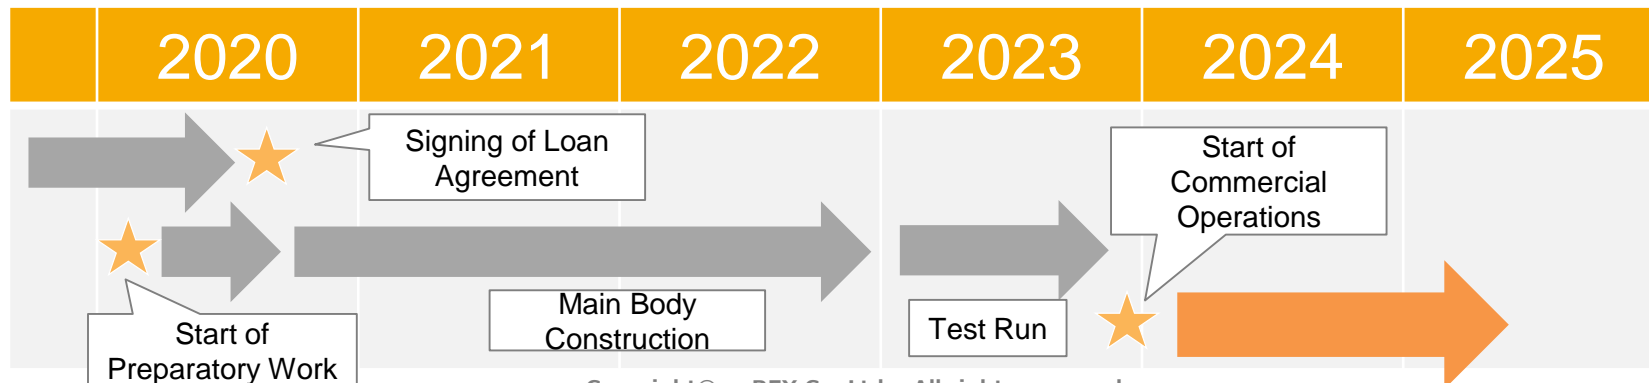 2020 2021 2022 2023 2024 2025
Signing of Loan
Agreement
Start of
Commercial
Operations
Main Body
Construction
Test Run
Start of
Preparatory Work